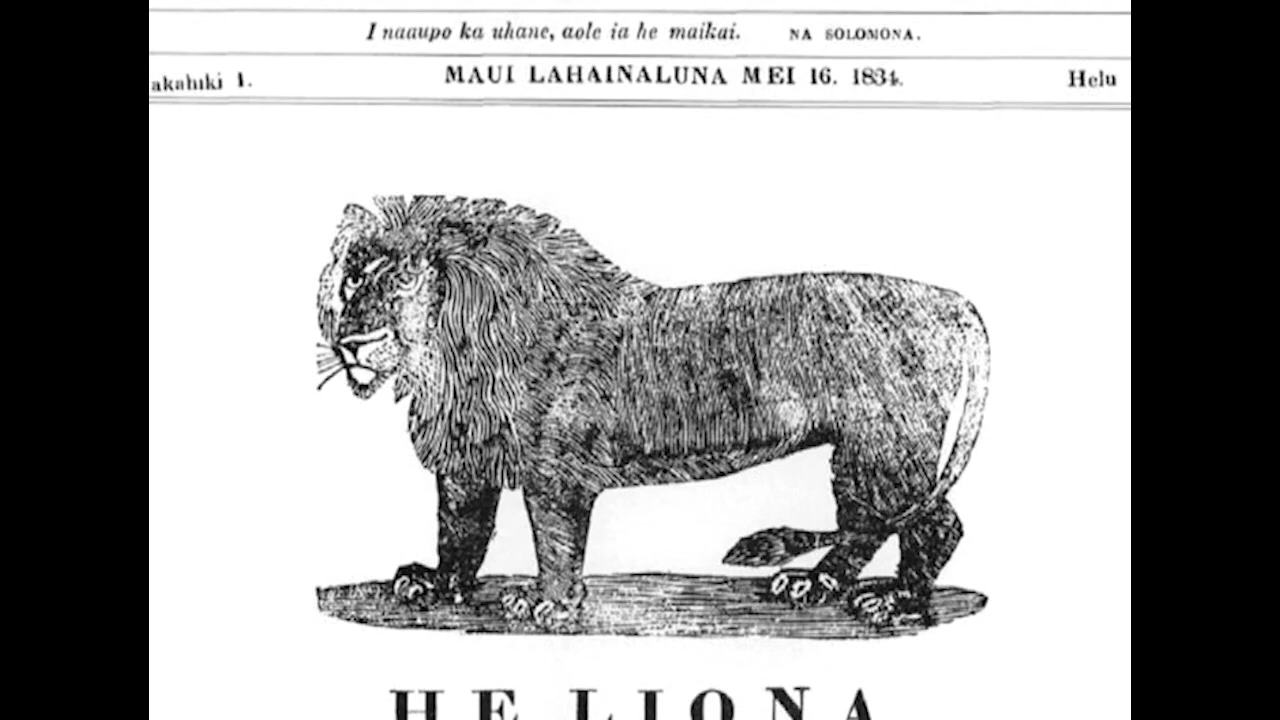 I naaupo ka uhane, aole ia he maikai. NA SOLOMONA.
akahiki 1. MAUI LAHAINALUNA MEI 16. 1834. Helu
HE LIONA